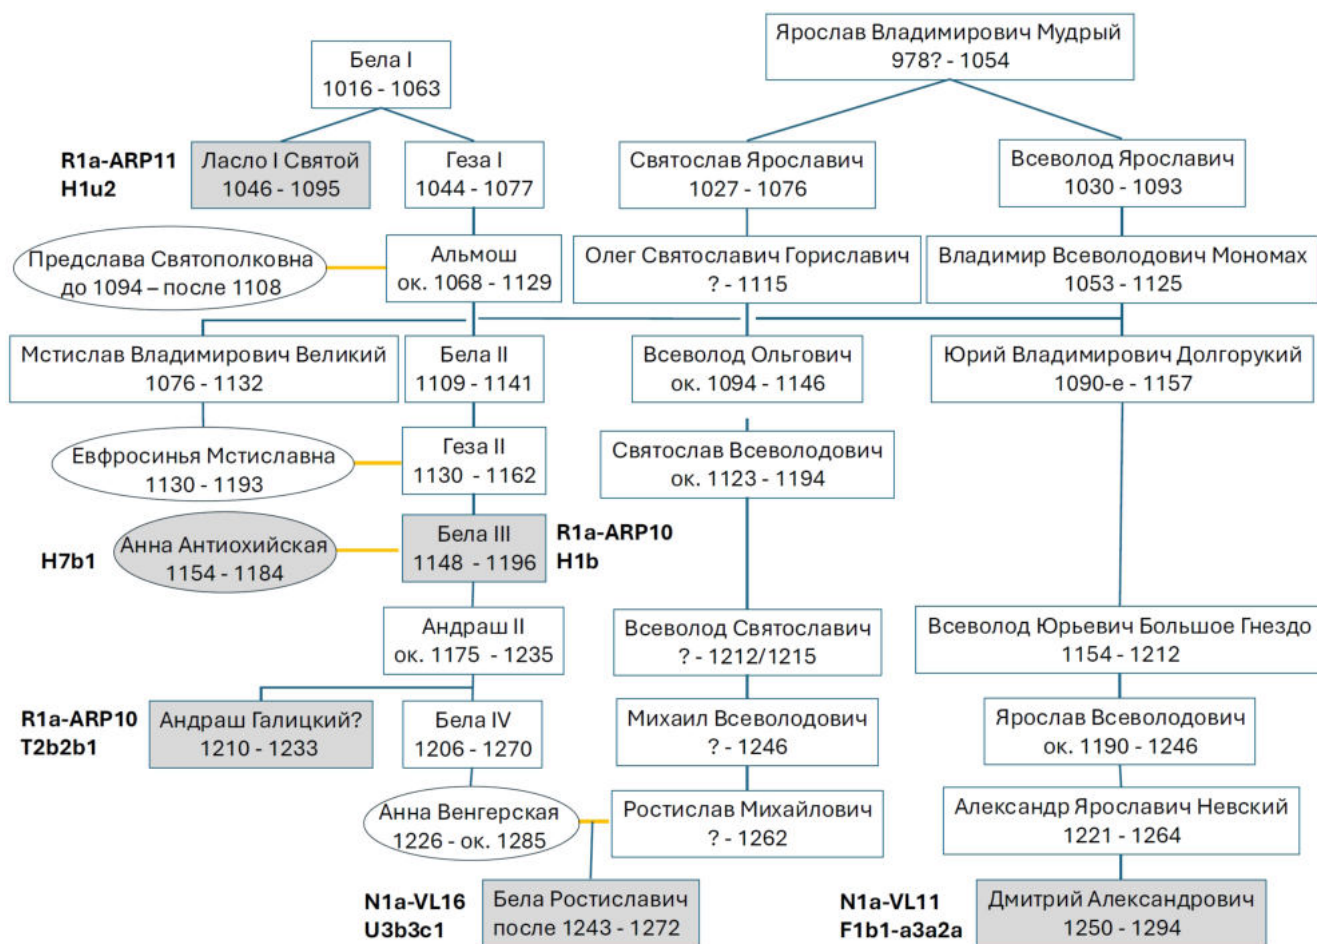 Ярослав Владимирович Мудрый
978? - 1054
Бела I
1016 - 1063
R1a-ARP11
H1u2
Ласло I Святой
1046 - 1095
Геза I
1044 - 1077
Святослав Ярославич
1027 - 1076
Всеволод Ярославич
1030 - 1093
Предслава Святополковна
до 1094 – после 1108
Альмош
ок. 1068 - 1129
Олег Святославич Гориславич
? - 1115
Владимир Всеволодович Мономах
1053 - 1125
Мстислав Владимирович Великий
1076 - 1132
Бела II
1109 - 1141
Всеволод Ольгович
ок. 1094 - 1146
Юрий Владимирович Долгорукий
1090-е - 1157
Евфросинья Мстиславна
1130 - 1193
Геза II
1130 - 1162
Святослав Всеволодович
ок. 1123 - 1194
H7b1
Анна Антиохийская
1154 - 1184
Бела III
1148 - 1196
R1a-ARP10
H1b
Андраш II
ок. 1175 - 1235
Всеволод Святославич
? - 1212/1215
Всеволод Юрьевич Большое Гнездо
1154 - 1212
R1a-ARP10
T2b2b1
Андраш Галицкий?
1210 - 1233
Бела IV
1206 - 1270
Михаил Всеволодович
? - 1246
Ярослав Всеволодович
ок. 1190 - 1246
Анна Венгерская
1226 - ок. 1285
Ростислав Михайлович
? - 1262
Александр Ярославич Невский
1221 - 1264
N1a-VL16
U3b3c1
Бела Ростиславич
после 1243 - 1272
N1a-VL11
F1b1-a3a2a
Дмитрий Александрович
1250 - 1294